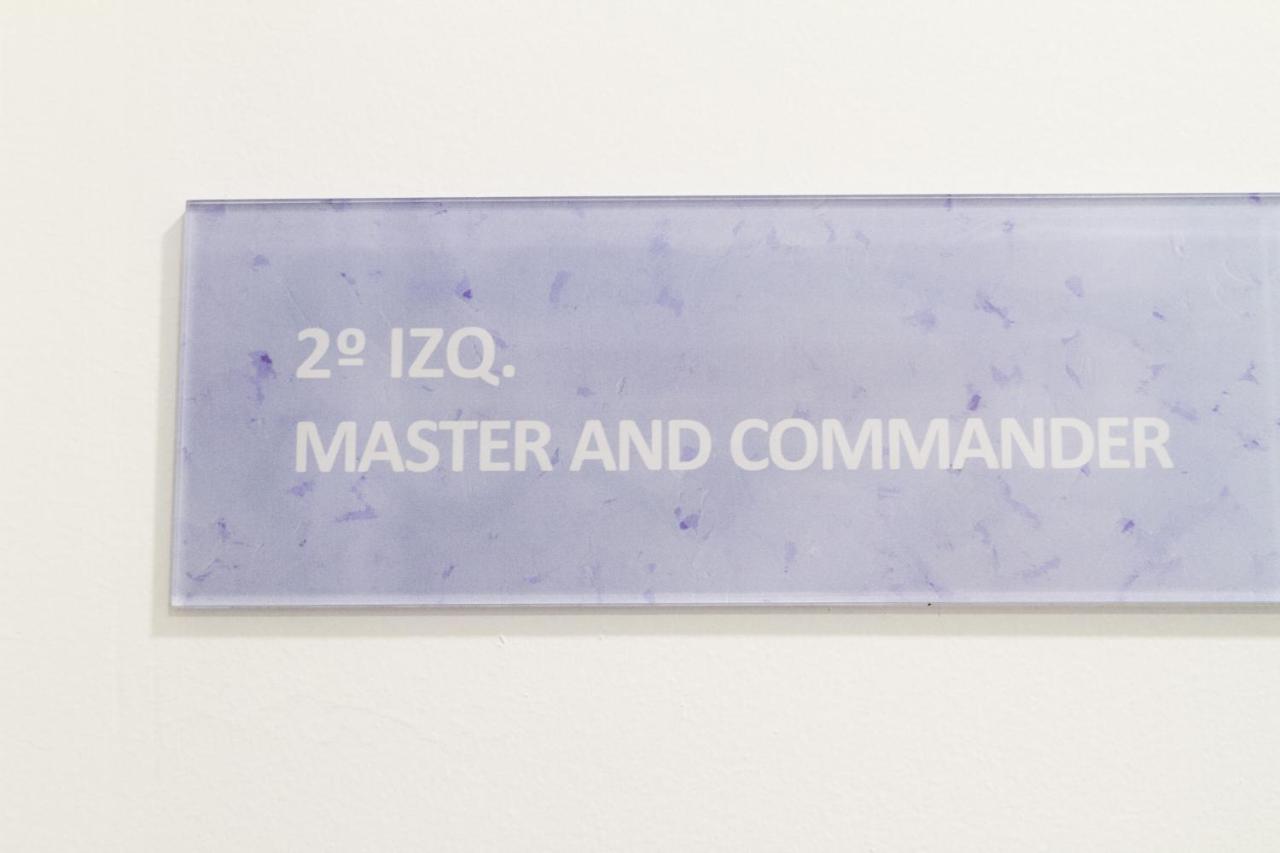 2º IZQ.
MASTER AND COMMANDER